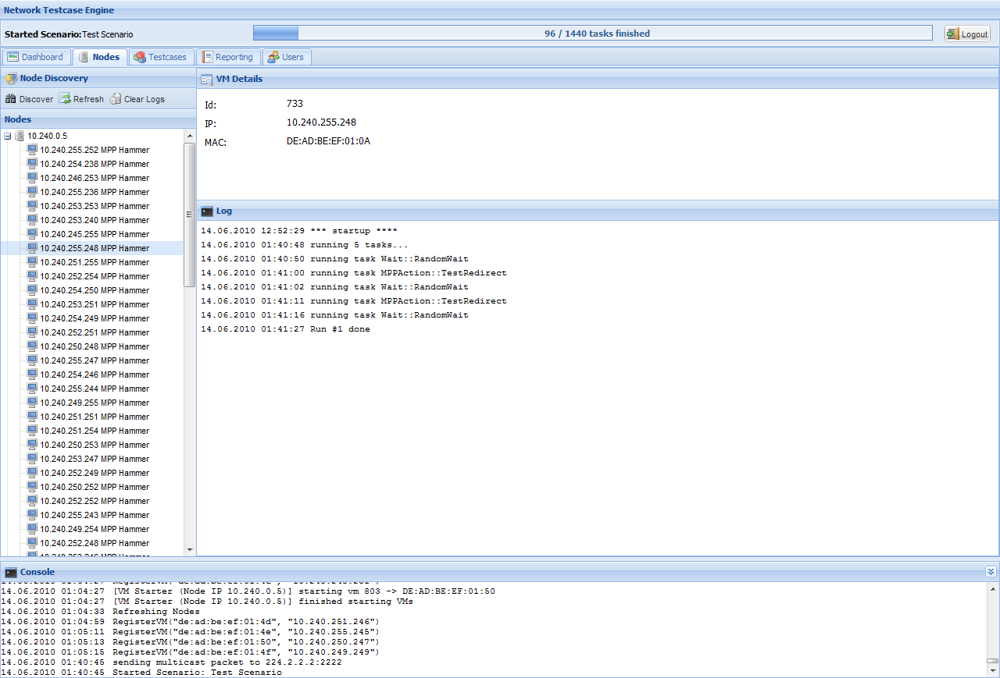 Network Testcase Engine
Started Scenario:Test Scenario
96 / 1440 tasks finished
Logout
Dashboard
Nodes
Testcases
Reporting
Users
Node Discovery
Discover
Refresh
Clear Logs
Nodes
10.240.0.5
10.240.255.252 MPP Hammer
10.240.254.238 MPP Hammer
10.240.246.253 MPP Hammer
10.240.255.236 MPP Hammer
10.240.253.253 MPP Hammer
10.240.253.240 MPP Hammer
10.240.245.255 MPP Hammer
10.240.255.248 MPP Hammer
10.240.251.255 MPP Hammer
10.240.252.254 MPP Hammer
10.240.254.250 MPP Hammer
10.240.253.251 MPP Hammer
10.240.254.249 MPP Hammer
10.240.252.251 MPP Hammer
10.240.250.248 MPP Hammer
10.240.255.247 MPP Hammer
10.240.254.246 MPP Hammer
10.240.255.244 MPP Hammer
10.240.249.255 MPP Hammer
10.240.251.251 MPP Hammer
10.240.251.254 MPP Hammer
10.240.250.253 MPP Hammer
10.240.253.247 MPP Hammer
10.240.252.249 MPP Hammer
10.240.250.252 MPP Hammer
10.240.252.252 MPP Hammer
10.240.255.243 MPP Hammer
10.240.249.254 MPP Hammer
10.240.252.248 MPP Hammer
VM Details
Id: 733
IP: 10.240.255.248
MAC: DE:AD:BE:EF:01:0A
Log
14.06.2010 12:52:29 *** startup ****
14.06.2010 01:40:48 running 5 tasks...
14.06.2010 01:40:50 running task Wait::RandomWait
14.06.2010 01:41:00 running task MPPAction::TestRedirect
14.06.2010 01:41:02 running task Wait::RandomWait
14.06.2010 01:41:11 running task MPPAction::TestRedirect
14.06.2010 01:41:16 running task Wait::RandomWait
14.06.2010 01:41:27 Run #1 done
Console
14.06.2010 01:04:27 [VM Starter (Node IP 10.240.0.5)] starting vm 803 -> DE:AD:BE:EF:01:50
14.06.2010 01:04:27 [VM Starter (Node IP 10.240.0.5)] finished starting VMs
14.06.2010 01:04:33 Refreshing Nodes
14.06.2010 01:04:59 RegisterVM("de:ad:be:ef:01:4d", "10.240.251.246")
14.06.2010 01:05:11 RegisterVM("de:ad:be:ef:01:4e", "10.240.255.245")
14.06.2010 01:05:13 RegisterVM("de:ad:be:ef:01:50", "10.240.250.247")
14.06.2010 01:05:15 RegisterVM("de:ad:be:ef:01:4f", "10.240.249.249")
14.06.2010 01:40:45 sending multicast packet to 224.2.2.2:2222
14.06.2010 01:40:45 Started Scenario: Test Scenario